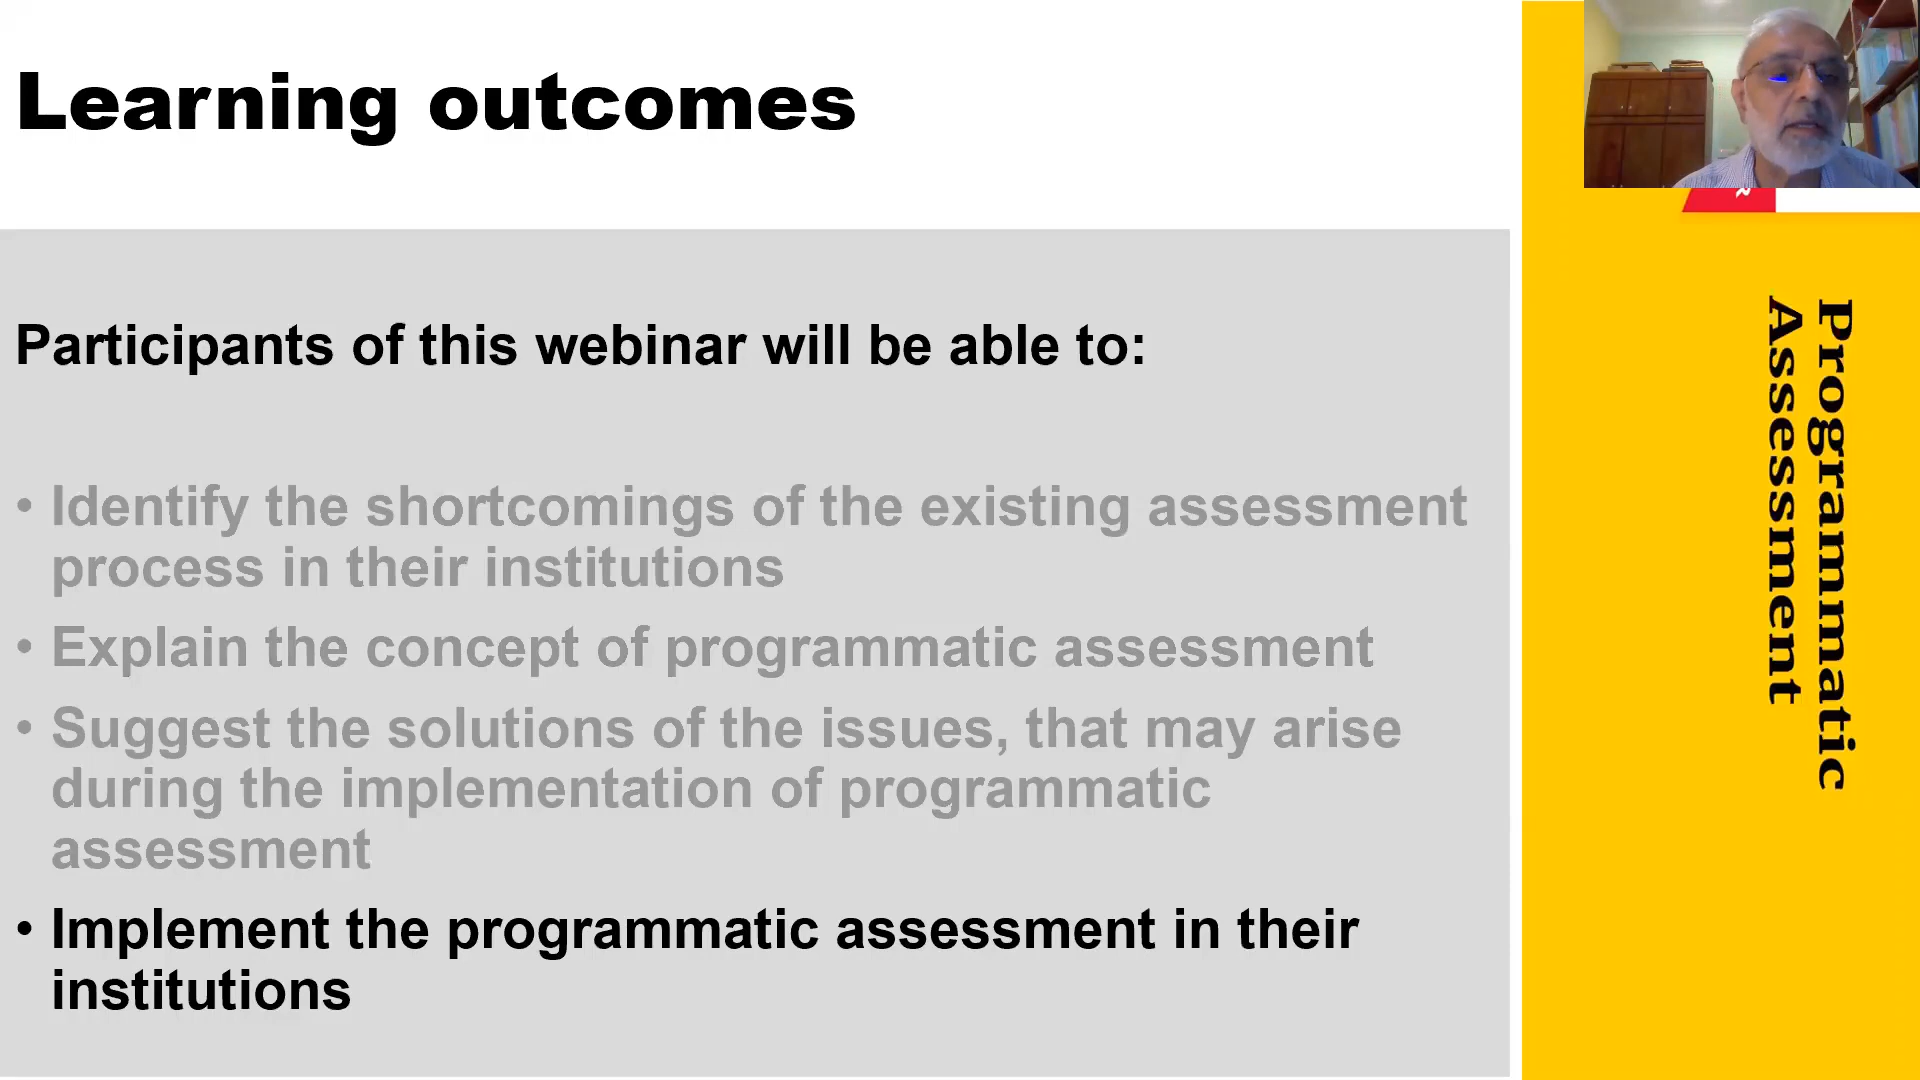 Learning outcomes
Participants of this webinar will be able to:
• Identify the shortcomings of the existing assessment
process in their institutions
• Explain the concept of programmatic assessment
• Suggest the solutions of the issues, that may arise
during the implementation of programmatic
assessment
• Implement the programmatic assessment in their
institutions
Programmatic
Assessment